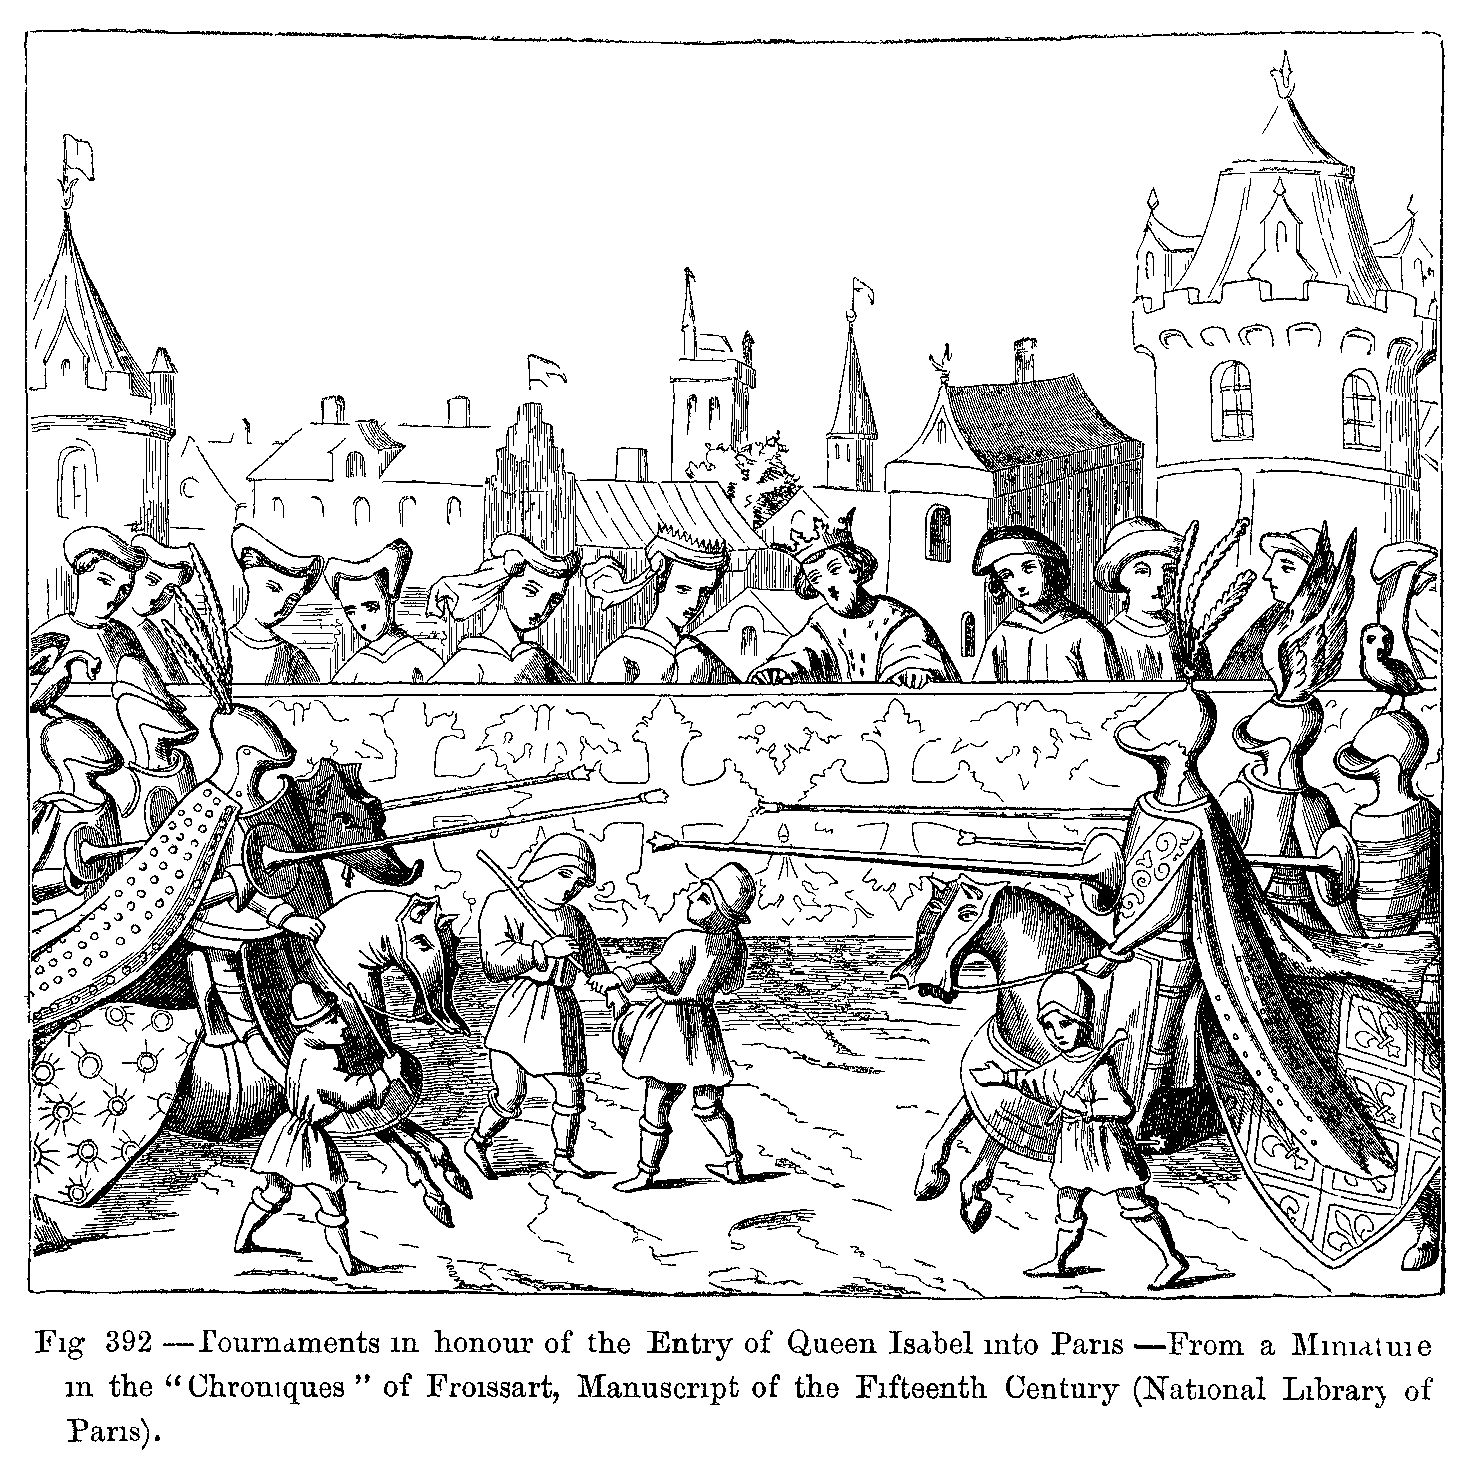 Fig 392 —Tournaments in honour of the Entry of Queen Isabel into Paris —From a Miniature
in the “Chroniques” of Froissart, Manuscript of the Fifteenth Century (National Library of
Paris).